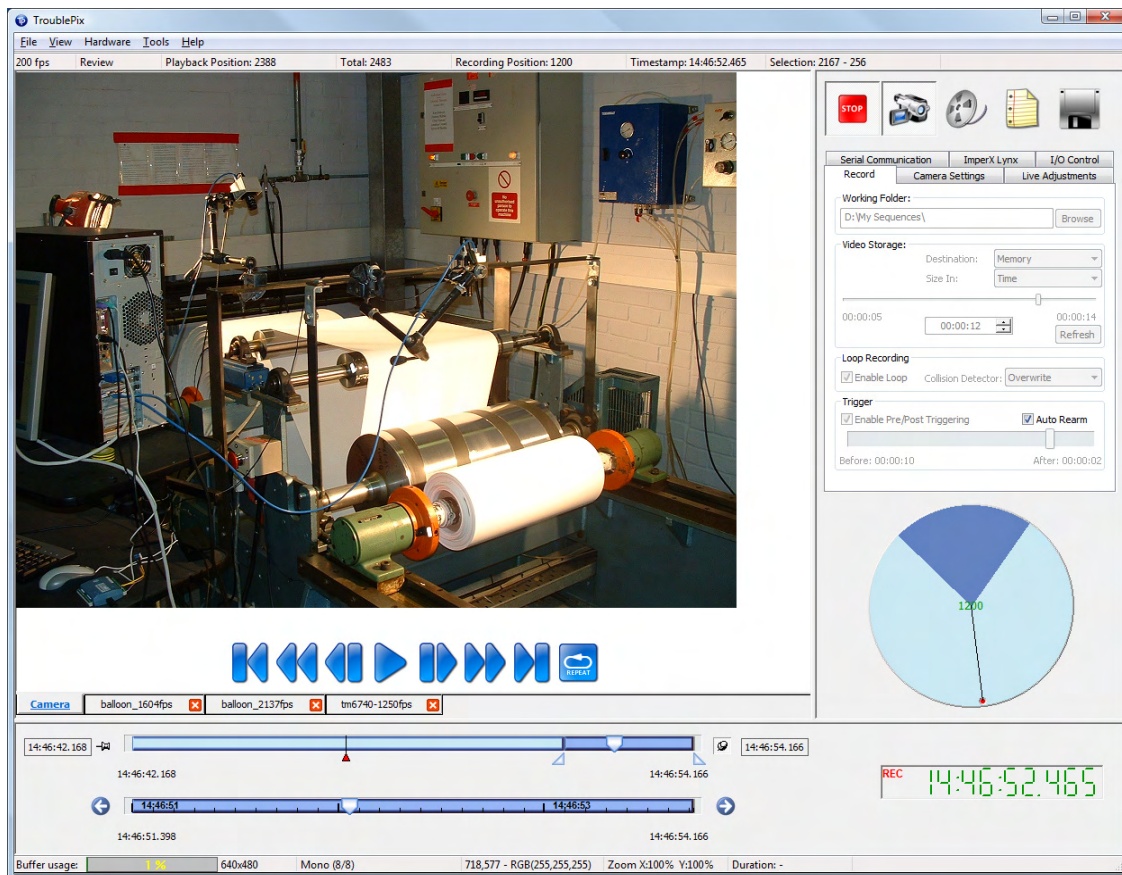 TroublePix
File View Hardware Tools Help
200 fps Review Playback Position: 2388 Total: 2483 Recording Position: 1200 Timestamp: 14:46:52.465 Selection: 2167 - 256
STOP
Serial Communication ImperX Lynx I/O Control
Record Camera Settings Live Adjustments
Working Folder:
D:\My Sequences\ Browse
Video Storage:
Destination: Memory
Size In: Time
00:00:05 00:00:12 00:00:14
Refresh
Loop Recording
Enable Loop Collision Detector: Overwrite
Trigger
Enable Pre/Post Triggering Auto Rearm
Before: 00:00:10 After: 00:00:02
1200
REPEAT
Camera balloon_1604fps balloon_2137fps tm6740-1250fps
14:46:42.168 14:46:54.166
14:46:42.168 14:46:54.166
14:46:51 14:46:53
14:46:51.398 14:46:54.166
REC 14:46:52.465
Buffer usage: 1 % 640x480 Mono (8/8) 718,577 - RGB(255,255,255) Zoom X:100% Y:100% Duration: -